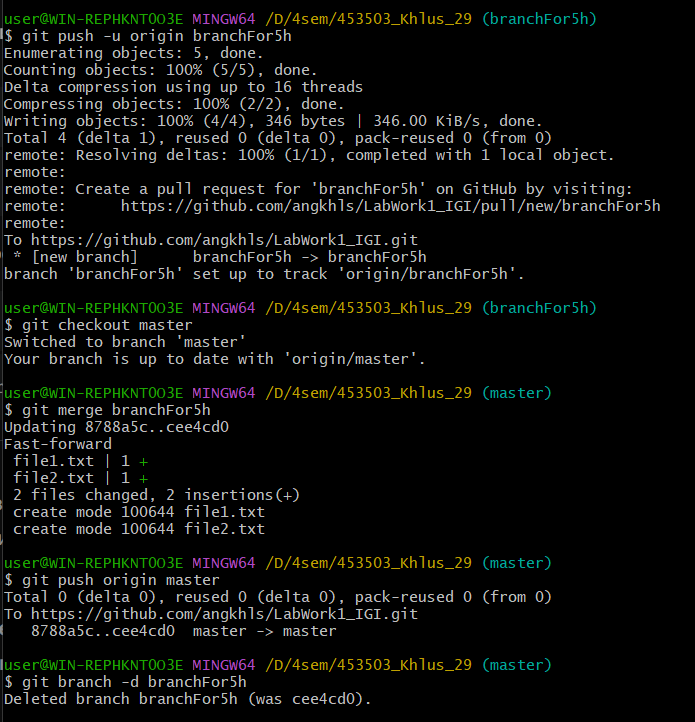 user@WIN-REPHKNTOO3E MINGW64 /D/4sem/453503_Khlus_29 (branchFor5h)
$ git push -u origin branchFor5h
Enumerating objects: 5, done.
Counting objects: 100% (5/5), done.
Delta compression using up to 16 threads
Compressing objects: 100% (2/2), done.
Writing objects: 100% (4/4), 346 bytes | 346.00 KiB/s, done.
Total 4 (delta 1), reused 0 (delta 0), pack-reused 0 (from 0)
remote: Resolving deltas: 100% (1/1), completed with 1 local object.
remote:
remote: Create a pull request for 'branchFor5h' on GitHub by visiting:
remote:      https://github.com/angkhls/LabWork1_IGI/pull/new/branchFor5h
remote:
To https://github.com/angkhls/LabWork1_IGI.git
 * [new branch]      branchFor5h -> branchFor5h
branch 'branchFor5h' set up to track 'origin/branchFor5h'.
user@WIN-REPHKNTOO3E MINGW64 /D/4sem/453503_Khlus_29 (branchFor5h)
$ git checkout master
Switched to branch 'master'
Your branch is up to date with 'origin/master'.
user@WIN-REPHKNTOO3E MINGW64 /D/4sem/453503_Khlus_29 (master)
$ git merge branchFor5h
Updating 8788a5c..cee4cd0
Fast-forward
 file1.txt | 1 +
 file2.txt | 1 +
 2 files changed, 2 insertions(+)
 create mode 100644 file1.txt
 create mode 100644 file2.txt
user@WIN-REPHKNTOO3E MINGW64 /D/4sem/453503_Khlus_29 (master)
$ git push origin master
Total 0 (delta 0), reused 0 (delta 0), pack-reused 0 (from 0)
To https://github.com/angkhls/LabWork1_IGI.git
   8788a5c..cee4cd0  master -> master
user@WIN-REPHKNTOO3E MINGW64 /D/4sem/453503_Khlus_29 (master)
$ git branch -d branchFor5h
Deleted branch branchFor5h (was cee4cd0).